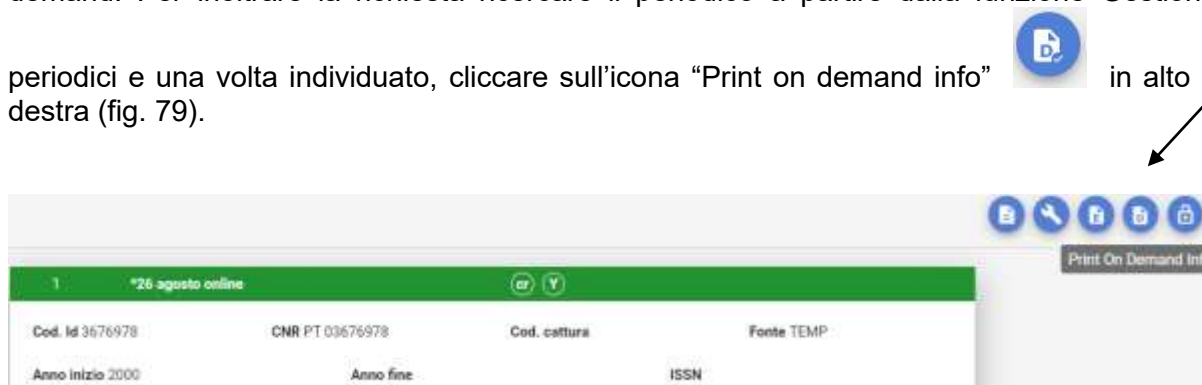 periodici e una volta individuato, cliccare sull’icona “Print on demand info” in alto
destra (fig. 79).
Print On Demand Inf
1 *26 agosto online cr Y
Cod. Id 3676978 CNR PT 03676978 Cod. cattura Fonte TEMP
Anno inizio 2000 Anno fine ISSN